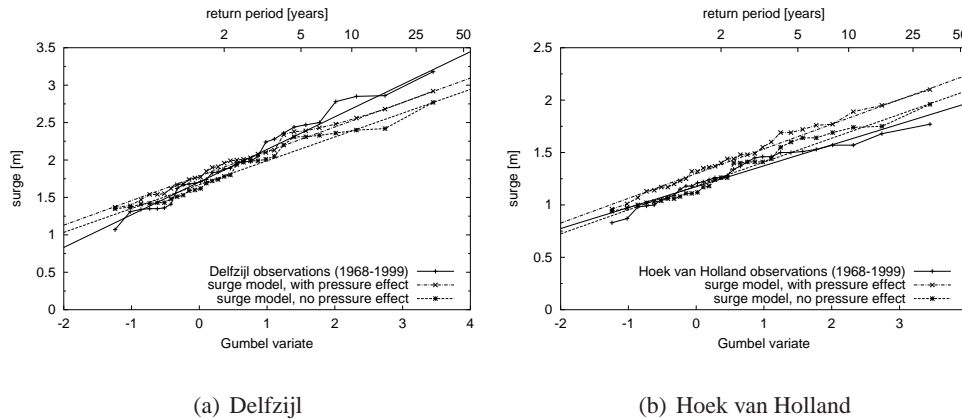 return period [years]
2 5 10 25 50
3.5
3
2.5
2
1.5
1
0.5
0
surge [m]
Delfzijl observations (1968-1999)
surge model, with pressure effect
surge model, no pressure effect
-2 -1 0 1 2 3 4
Gumbel variate
(a) Delfzijl
return period [years]
2 5 10 25 50
2.5
2
1.5
1
0.5
0
surge [m]
Hoek van Holland observations (1968-1999)
surge model, with pressure effect
surge model, no pressure effect
-2 -1 0 1 2 3
Gumbel variate
(b) Hoek van Holland